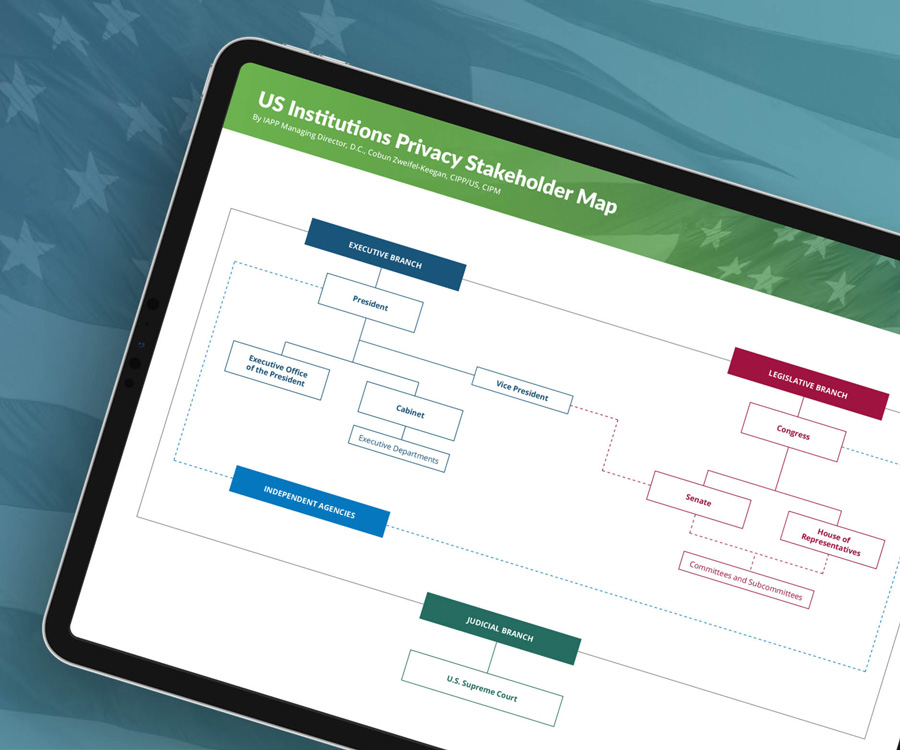 US Institutions Privacy Stakeholder Map
By IAPP Managing Director, D.C., Cobun Zweifel-Keegan, CIPP/US, CIPM
EXECUTIVE BRANCH
President
Executive Office
of the President
Cabinet
Executive Departments
Vice President
LEGISLATIVE BRANCH
Congress
Senate
House of
Representatives
Committees and Subcommittees
INDEPENDENT AGENCIES
JUDICIAL BRANCH
U.S. Supreme Court